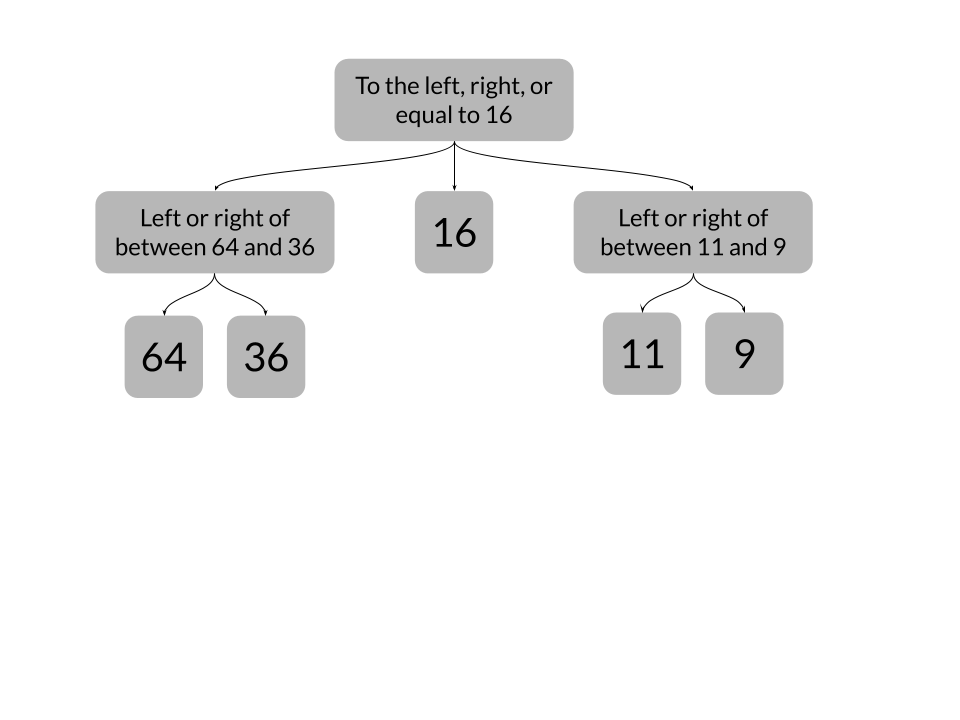 To the left, right, or
equal to 16
Left or right of
between 64 and 36
16
Left or right of
between 11 and 9
64
36
11
9